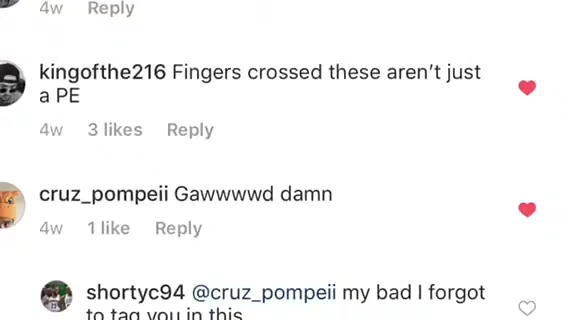 4w Reply
kingofthe216 Fingers crossed these aren't just
a PE
4w 3 likes Reply
cruz_pompeii Gawwwwd damn
4w 1 like Reply
shortyc94 @cruz_pompeii my bad I forgot
to tag you in this